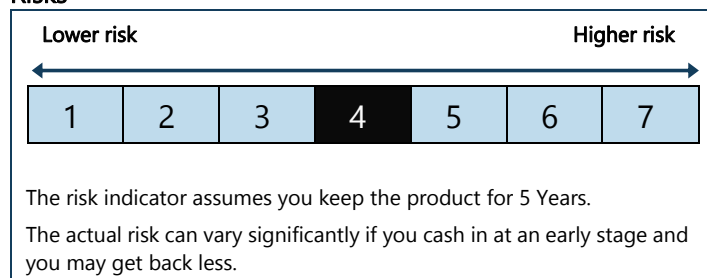 Lower risk Higher risk
1 2 3 4 5 6 7
The risk indicator assumes you keep the product for 5 Years.
The actual risk can vary significantly if you cash in at an early stage and
you may get back less.